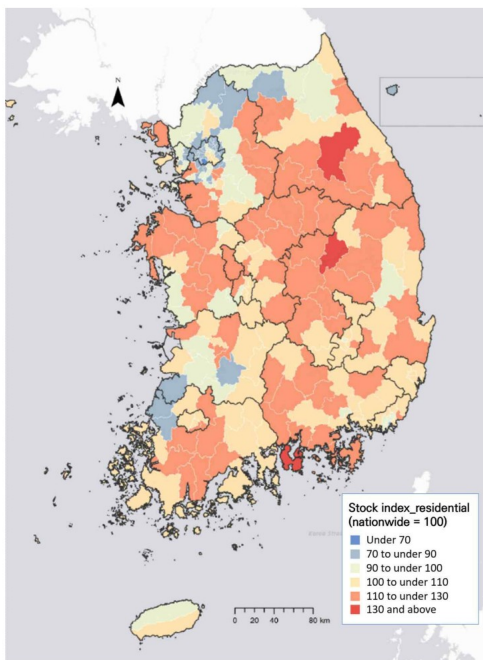 N
Stock index_residential
(nationwide = 100)
Under 70
70 to under 90
90 to under 100
100 to under 110
110 to under 130
130 and above
0 20 40 80 km